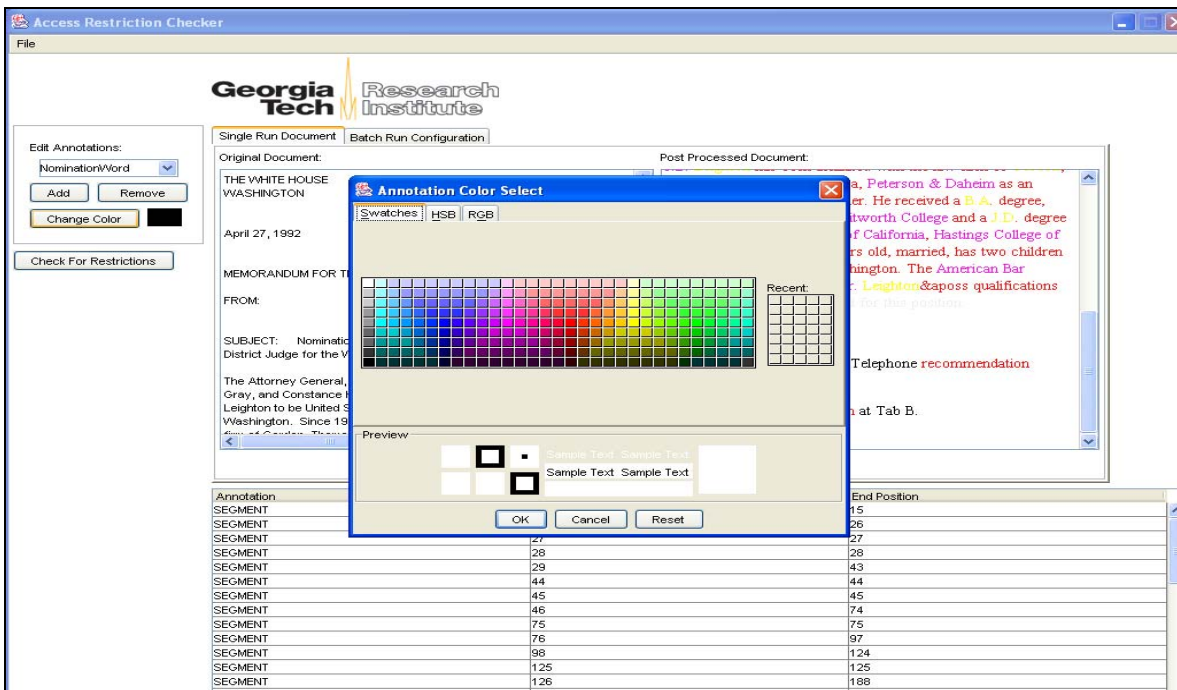 Access Restriction Checker
File
Georgia Tech Research Institute
Edit Annotations:
NominationWord
Add Remove
Change Color
Check For Restrictions
Single Run Document Batch Run Configuration
Original Document:
THE WHITE HOUSE
WASHINGTON
April 27, 1992
MEMORANDUM FOR
FROM:
SUBJECT:
District Judge for the
The Attorney General,
Gray, and Constance
Leighton to be United
Washington. Since
Post Processed Document:
Peterson & Daheim as an
He received a B.A. degree,
College and a J.D. degree
of California, Hastings College of
old, married, has two children
The American Bar
Leighton&aposs qualifications
for this position.
Telephone recommendation
at Tab B.
Annotation Color Select
Swatches HSB RGB
Recent:
Preview
Sample Text Sample Text
Sample Text Sample Text
OK Cancel Reset
Annotation End Position
SEGMENT 15
SEGMENT 26
SEGMENT 27 27
SEGMENT 28 28
SEGMENT 29 43
SEGMENT 44 44
SEGMENT 45 45
SEGMENT 46 74
SEGMENT 75 75
SEGMENT 76 97
SEGMENT 98 124
SEGMENT 125 125
SEGMENT 126 188